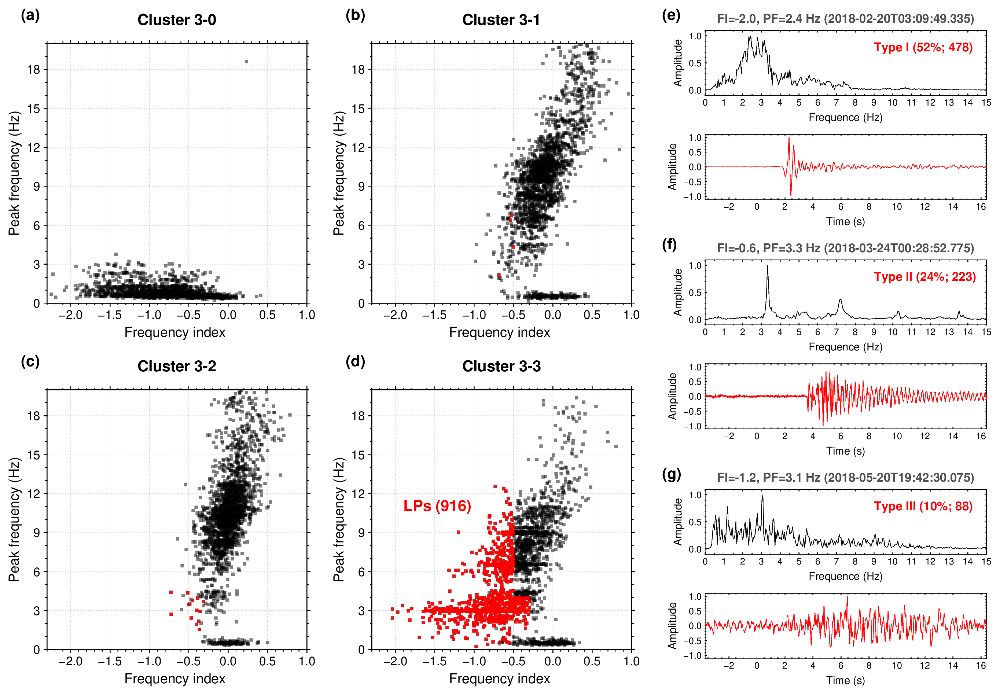 (a)
Cluster 3-0
18
15
12
9
6
3
0
−2.0 −1.5 −1.0 −0.5 0.0 0.5 1.0
Peak frequency (Hz)
Frequency index
(b)
Cluster 3-1
18
15
12
9
6
3
0
−2.0 −1.5 −1.0 −0.5 0.0 0.5 1.0
Peak frequency (Hz)
Frequency index
(c)
Cluster 3-2
18
15
12
9
6
3
0
−2.0 −1.5 −1.0 −0.5 0.0 0.5 1.0
Peak frequency (Hz)
Frequency index
(d)
Cluster 3-3
LPs (916)
18
15
12
9
6
3
0
−2.0 −1.5 −1.0 −0.5 0.0 0.5 1.0
Peak frequency (Hz)
Frequency index
(e)
FI=-2.0, PF=2.4 Hz (2018-02-20T03:09:49.335)
Type I (52%; 478)
1.0
0.5
0.0
Amplitude
0 1 2 3 4 5 6 7 8 9 10 11 12 13 14 15
Frequence (Hz)
1.0
0.5
0.0
−0.5
−1.0
Amplitude
−2 0 2 4 6 8 10 12 14 16
Time (s)
(f)
FI=-0.6, PF=3.3 Hz (2018-03-24T00:28:52.775)
Type II (24%; 223)
1.0
0.5
0.0
Amplitude
0 1 2 3 4 5 6 7 8 9 10 11 12 13 14 15
Frequence (Hz)
1.0
0.5
0.0
−0.5
−1.0
Amplitude
−2 0 2 4 6 8 10 12 14 16
Time (s)
(g)
FI=-1.2, PF=3.1 Hz (2018-05-20T19:42:30.075)
Type III (10%; 88)
1.0
0.5
0.0
Amplitude
0 1 2 3 4 5 6 7 8 9 10 11 12 13 14 15
Frequence (Hz)
1.0
0.5
0.0
−0.5
−1.0
Amplitude
−2 0 2 4 6 8 10 12 14 16
Time (s)